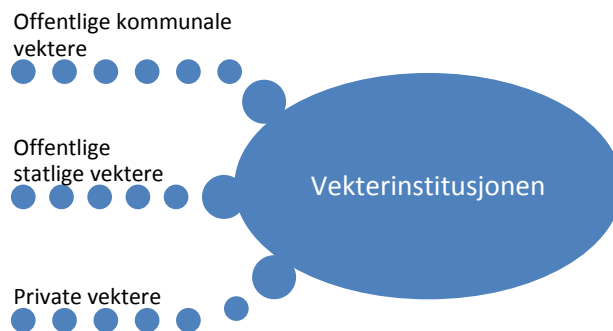 Offentlige kommunale
vektere
Offentlige
statlige vektere
Vekterinstitusjonen
Private vektere